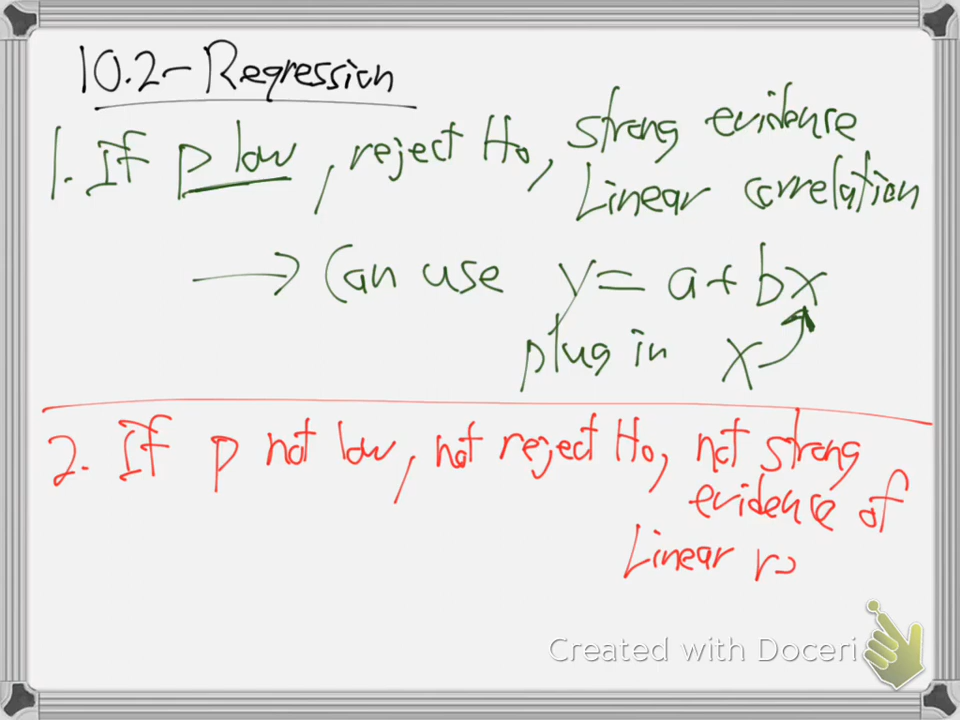 10.2-Regression
1. If p low, reject Ho, strong evidence
Linear correlation
→ Can use y = a + bx
plug in x
2. If p not low, not reject Ho, not strong
evidence of
Linear
Created with Doceri